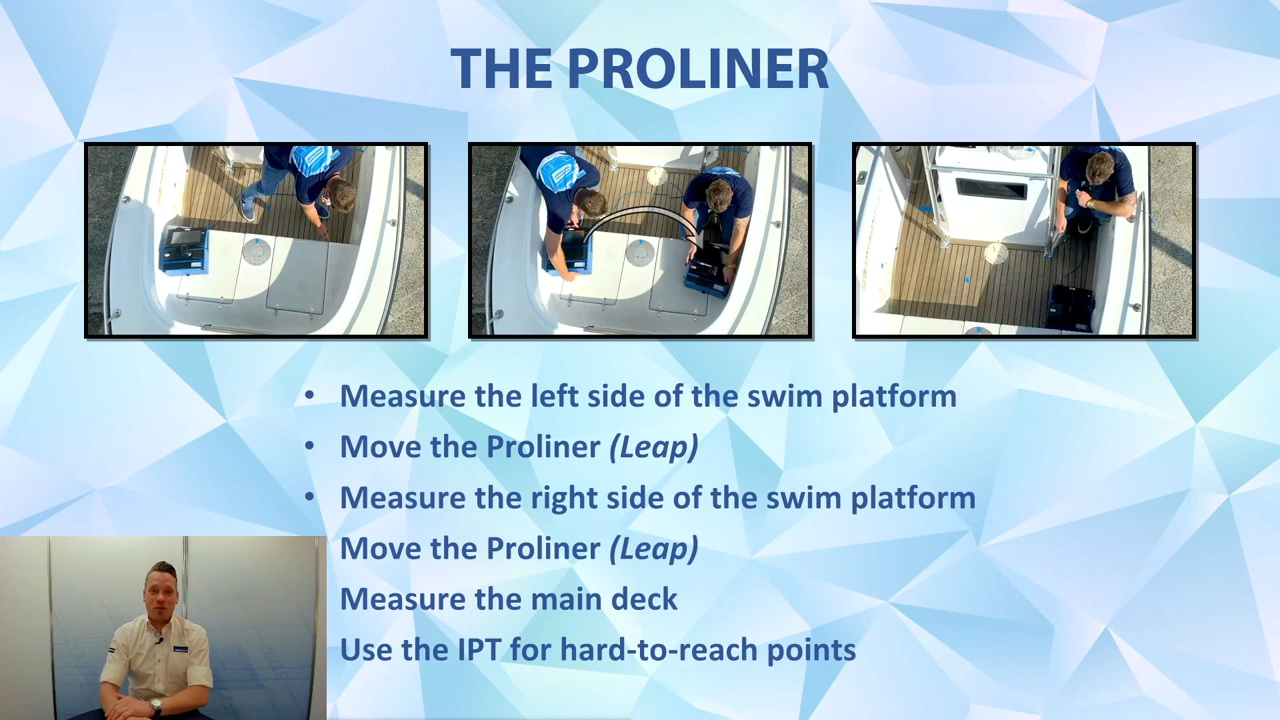 THE PROLINER
• Measure the left side of the swim platform
• Move the Proliner (Leap)
• Measure the right side of the swim platform
Move the Proliner (Leap)
Measure the main deck
Use the IPT for hard-to-reach points